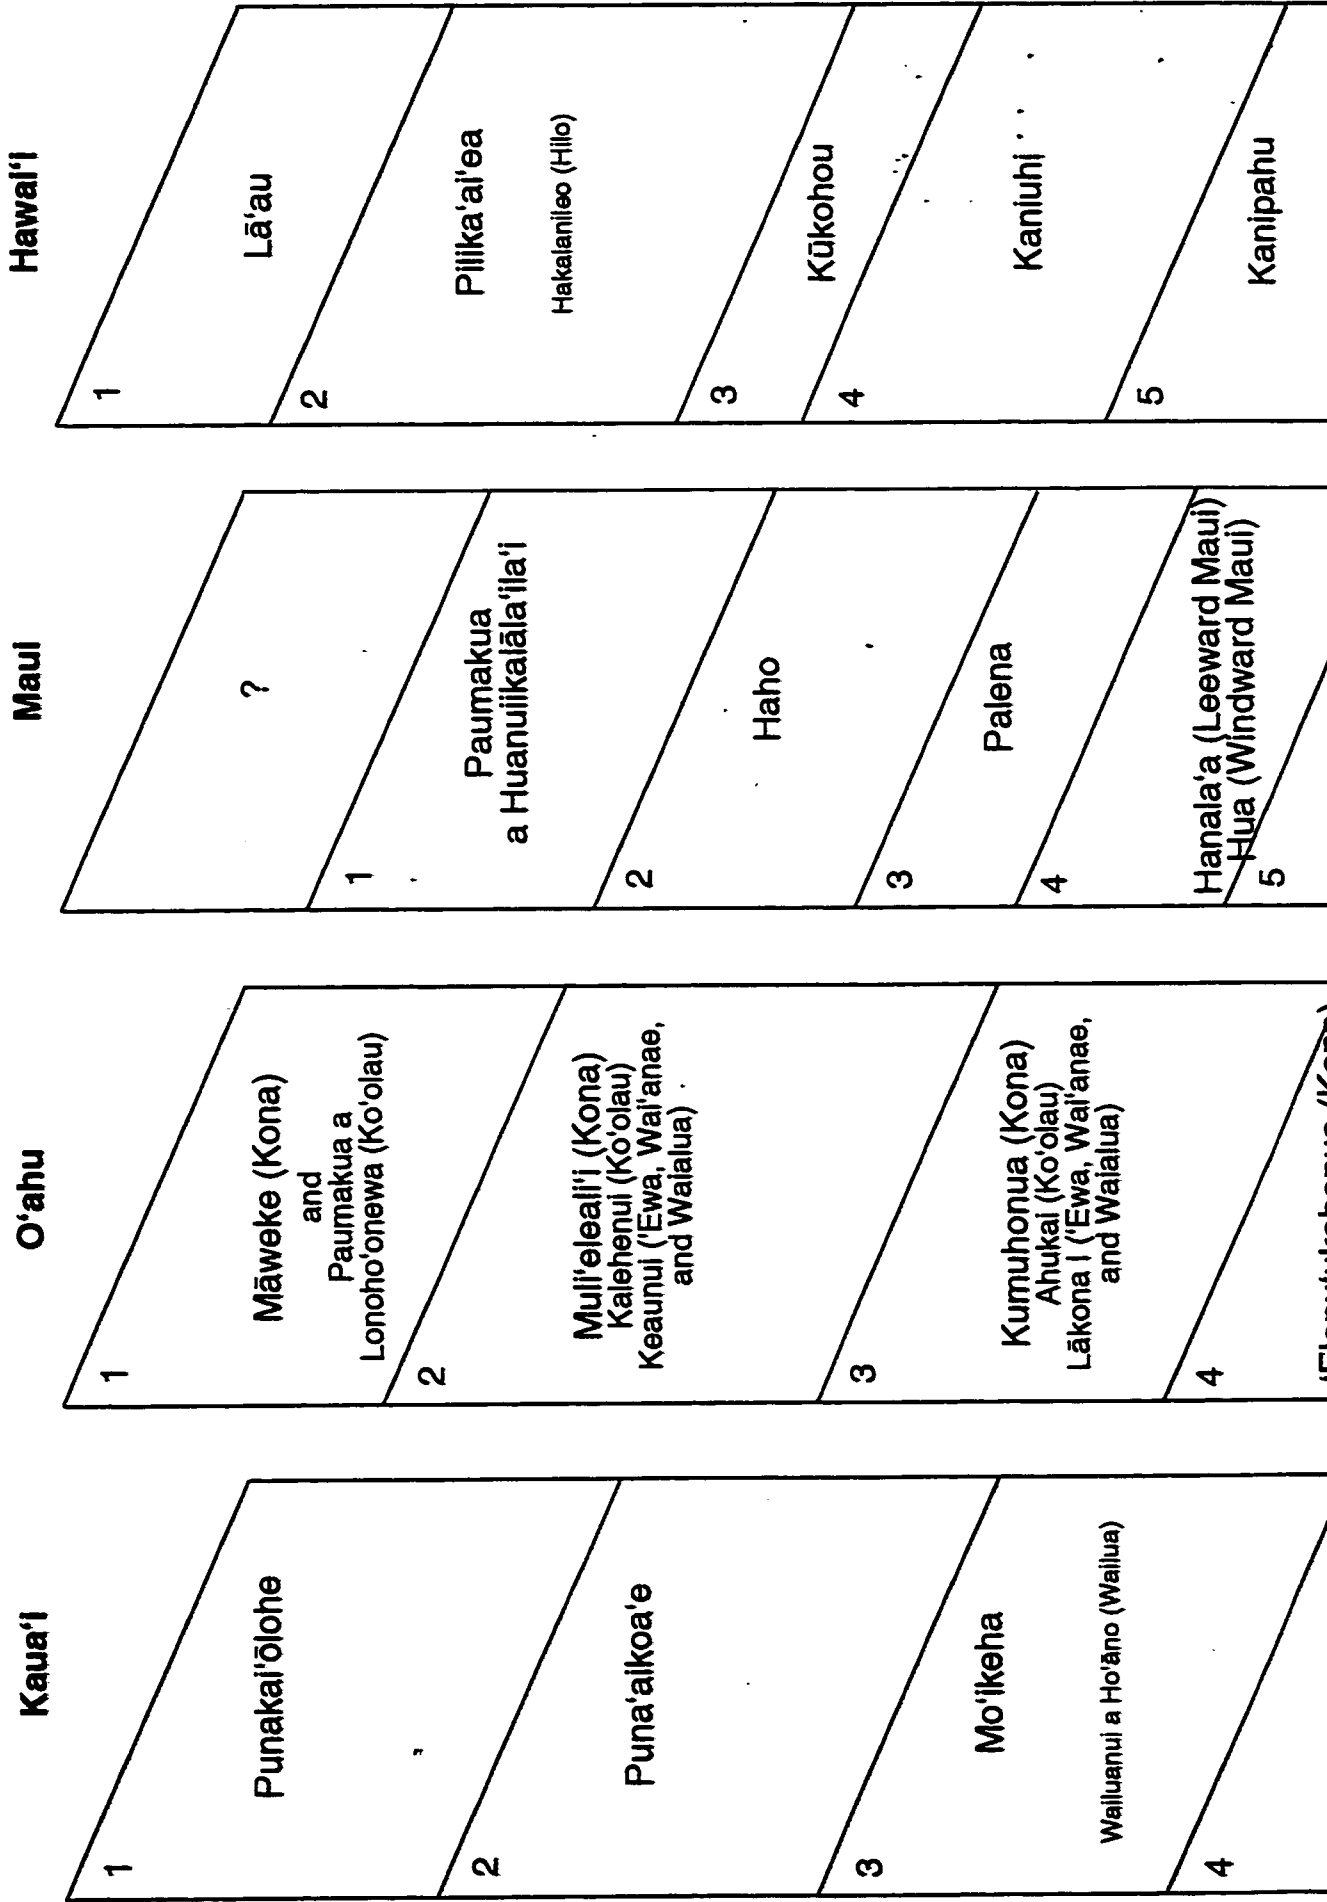 Kaua‘i
1
Punakai‘ōlohe
2
Puna‘aikoa‘e
3
Mo‘ikeha
Wailuanui a Ho‘āno (Wailua)
4
O‘ahu
1
Māweke (Kona)
and
Paumakua a
Lonoho‘onewa (Ko‘olau)
2
Muli‘eleali‘i (Kona)
Kalehenui (Ko‘olau)
Keaunui (‘Ewa, Wai‘anae,
and Waialua)
3
Kumuhonua (Kona)
Ahukai (Ko‘olau)
Lākona I (‘Ewa, Wai‘anae,
and Waialua)
4
Maui
?
1
Paumakua
a Huanuiikalāla‘ila‘i
2
Haho
3
Palena
4
Hanala‘a (Leeward Maui)
Hua (Windward Maui)
5
Hawai‘i
1
Lā‘au
2
Pilika‘ai‘ea
Hakalanileo (Hilo)
3
Kūkohou
4
Kaniuhi
5
Kanipahu